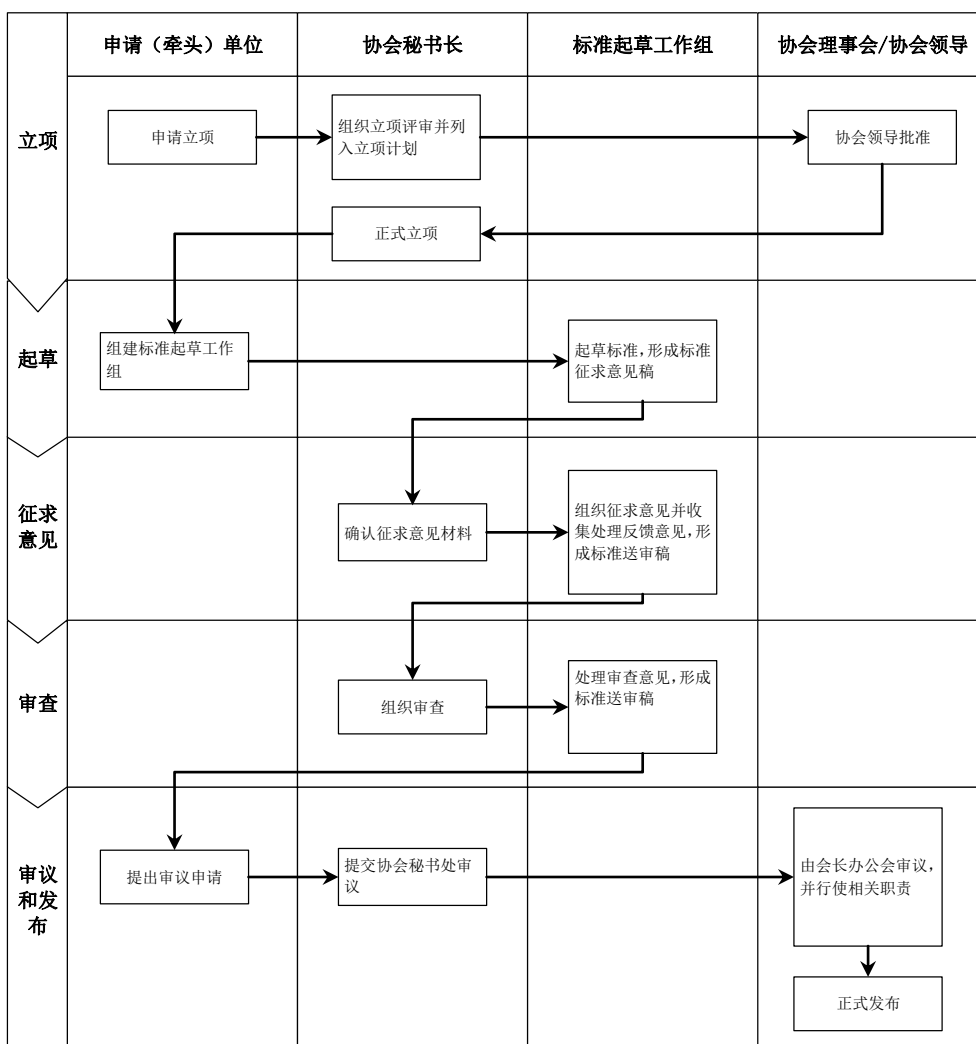 申请（牵头）单位
协会秘书长
标准起草工作组
协会理事会/协会领导
立项
申请立项
组织立项评审并列
入立项计划
协会领导批准
正式立项
起草
组建标准起草工作
组
起草标准，形成标准
征求意见稿
征求
意见
确认征求意见材料
组织征求意见并收
集处理反馈意见，形
成标准送审稿
审查
组织审查
处理审查意见，形成
标准送审稿
审议
和发
布
提出审议申请
提交协会秘书处审
议
由会长办公会审议，
并行使相关职责
正式发布